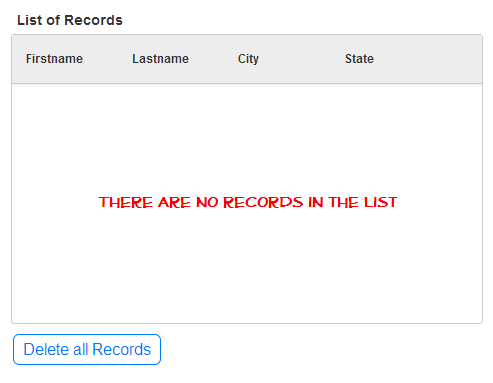 List of Records
Firstname Lastname City State
THERE ARE NO RECORDS IN THE LIST
Delete all Records